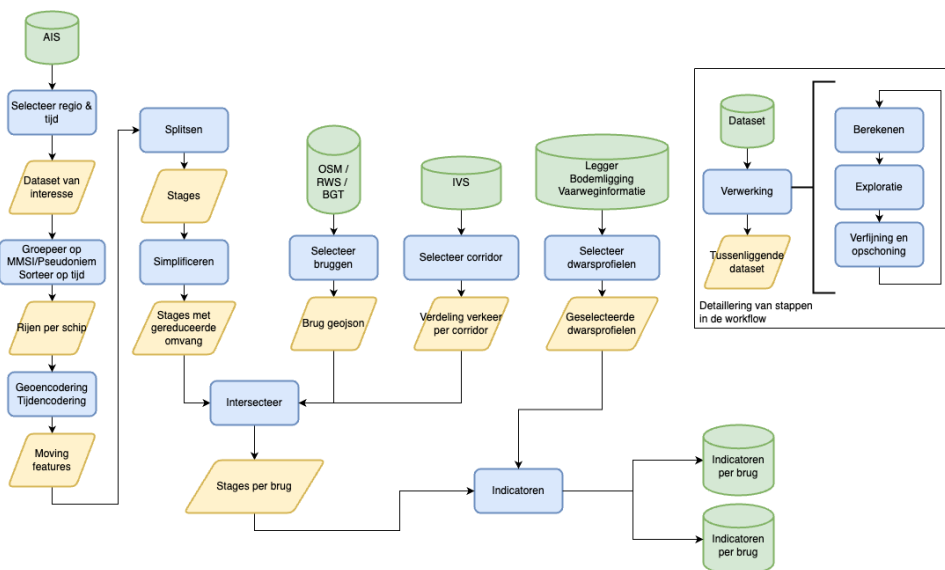 AIS
Selecteer regio &
tijd
Dataset van
interesse
Groepeer op
MMSI/Pseudoniem
Sorteer op tijd
Rijen per schip
Geoencodering
Tijdencodering
Moving
features
Splitsen
Stages
Simplificeren
Stages met
gereduceerde
omvang
OSM /
RWS /
BGT
Selecteer
bruggen
Brug geojson
IVS
Selecteer corridor
Verdeling verkeer
per corridor
Legger
Bodemligging
Vaarweginformatie
Selecteer
dwarsprofielen
Geselecteerde
dwarsprofielen
Intersecteer
Stages per brug
Indicatoren
Indicatoren
per brug
Indicatoren
per brug
Dataset
Verwerking
Tussenliggende
dataset
Berekenen
Exploratie
Verfijning en
opschoning
Detaillering van stappen
in de workflow